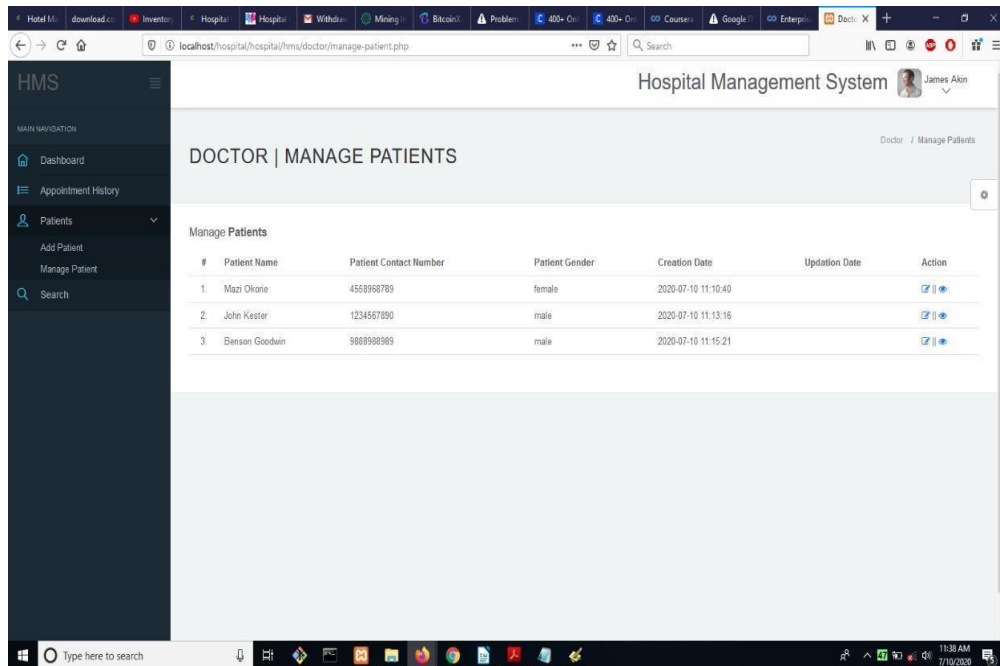 Hotel Ma download.co Inventory Hospital Hospital Withdraw Mining in BitcoinX. Problem 400+ Onl 400+ Onl Coursera Google IT Enterpris Docto
localhost/hospital/hospital/hms/doctor/manage-patient.php Search
HMS Hospital Management System James Akin
MAIN NAVIGATION
Dashboard
Appointment History
Patients
Add Patient
Manage Patient
Search
DOCTOR | MANAGE PATIENTS
Doctor / Manage Patients
Manage Patients
# Patient Name Patient Contact Number Patient Gender Creation Date Updation Date Action
1. Mazi Okorie 4558968789 female 2020-07-10 11:10:40 ||
2. John Kester 1234567890 male 2020-07-10 11:13:16 ||
3. Benson Goodwin 9888988989 male 2020-07-10 11:15:21 ||
Type here to search 47 11:38 AM
7/10/2020